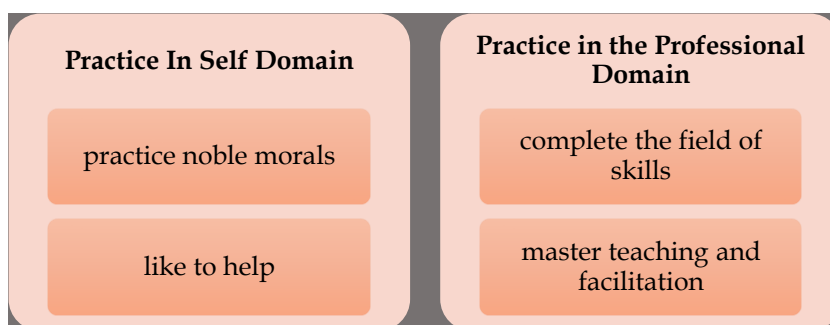 Practice In Self Domain
practice noble morals
like to help
Practice in the Professional
Domain
complete the field of
skills
master teaching and
facilitation